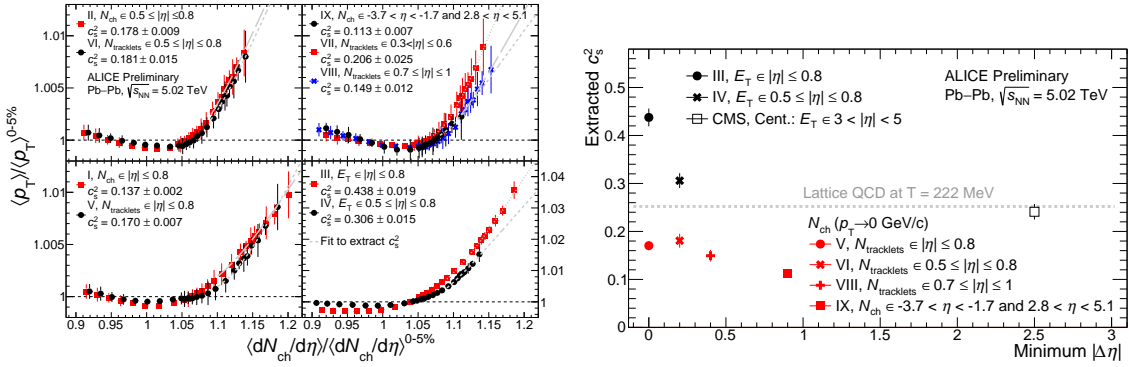 II, N_ch ∈ 0.5 ≤ |η| ≤ 0.8
c_s^2 = 0.178 ± 0.009
VI, N_tracklets ∈ 0.5 ≤ |η| ≤ 0.8
c_s^2 = 0.181 ± 0.015
ALICE Preliminary
Pb–Pb, √s_NN = 5.02 TeV
1.01
1.005
1
IX, N_ch ∈ -3.7 < η < -1.7 and 2.8 < η < 5.1
c_s^2 = 0.113 ± 0.007
VII, N_tracklets ∈ 0.3<|η| ≤ 0.6
c_s^2 = 0.206 ± 0.025
VIII, N_tracklets ∈ 0.7 ≤ |η| ≤ 1
c_s^2 = 0.149 ± 0.012
⟨p_T⟩/⟨p_T⟩^0-5%
I, N_ch ∈ |η| ≤ 0.8
c_s^2 = 0.137 ± 0.002
V, N_tracklets ∈ |η| ≤ 0.8
c_s^2 = 0.170 ± 0.007
1.01
1.005
1
III, E_T ∈ |η| ≤ 0.8
c_s^2 = 0.438 ± 0.019
IV, E_T ∈ 0.5 ≤ |η| ≤ 0.8
c_s^2 = 0.306 ± 0.015
Fit to extract c_s^2
1.04
1.02
1
0.9 0.95 1 1.05 1.1 1.15 1.2
0.9 0.95 1 1.05 1.1 1.15 1.2
⟨dN_ch/dη⟩/⟨dN_ch/dη⟩^0-5%
Extracted c_s^2
0.6
0.5
0.4
0.3
0.2
0.1
0
III, E_T ∈ |η| ≤ 0.8
IV, E_T ∈ 0.5 ≤ |η| ≤ 0.8
CMS, Cent.: E_T ∈ 3 < |η| < 5
ALICE Preliminary
Pb–Pb, √s_NN = 5.02 TeV
Lattice QCD at T = 222 MeV
N_ch (p_T→0 GeV/c)
V, N_tracklets ∈ |η| ≤ 0.8
VI, N_tracklets ∈ 0.5 ≤ |η| ≤ 0.8
VIII, N_tracklets ∈ 0.7 ≤ |η| ≤ 1
IX, N_ch ∈ -3.7 < η < -1.7 and 2.8 < η < 5.1
0 0.5 1 1.5 2 2.5 3
Minimum |Δη|